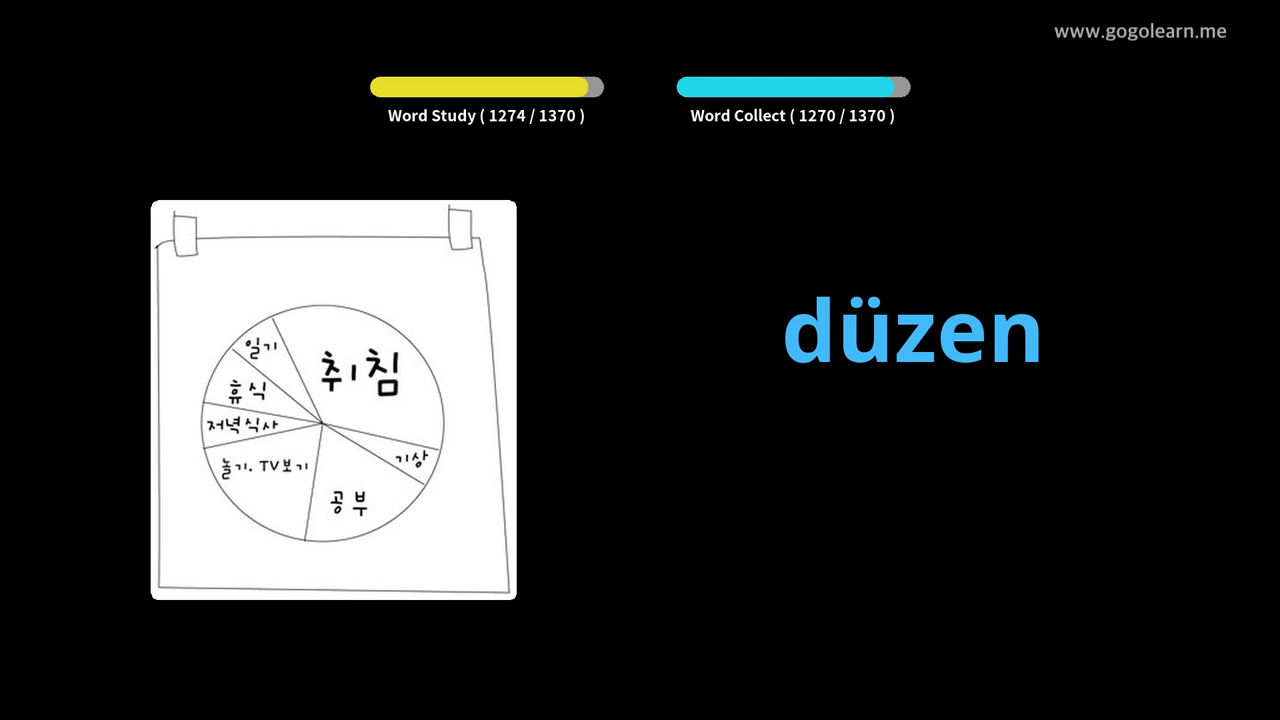 www.gogolearn.me
Word Study ( 1274 / 1370 )
Word Collect ( 1270 / 1370 )
일기
취침
휴식
저녁식사
기상
놀기. TV보기
공부
düzen